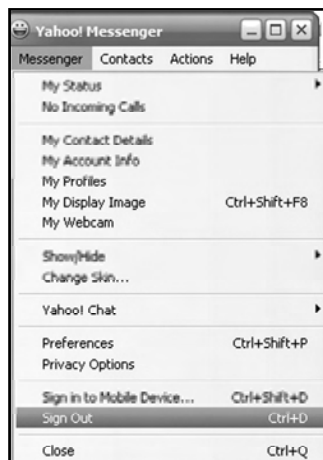 Yahoo! Messenger
Messenger Contacts Actions Help
My Status
No Incoming Calls
My Contact Details
My Account Info
My Profiles
My Display Image Ctrl+Shift+F8
My Webcam
Show/Hide
Change Skin...
Yahoo! Chat
Preferences Ctrl+Shift+P
Privacy Options
Sign in to Mobile Device... Ctrl+Shift+D
Sign Out Ctrl+D
Close Ctrl+Q